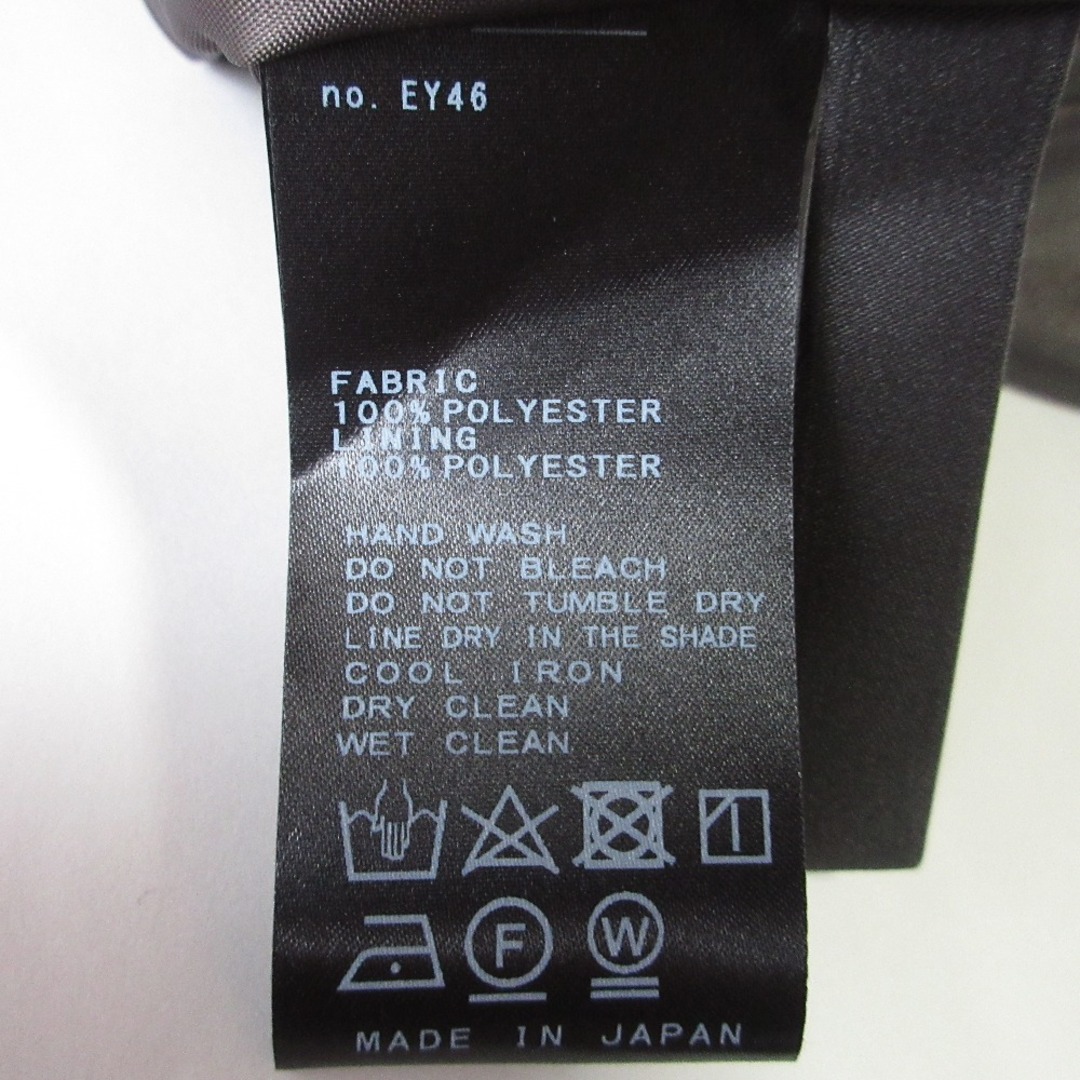 no. EY46
FABRIC
100% POLYESTER
LINING
100% POLYESTER
HAND WASH
DO NOT BLEACH
DO NOT TUMBLE DRY
LINE DRY IN THE SHADE
COOL IRON
DRY CLEAN
WET CLEAN
F W
MADE IN JAPAN